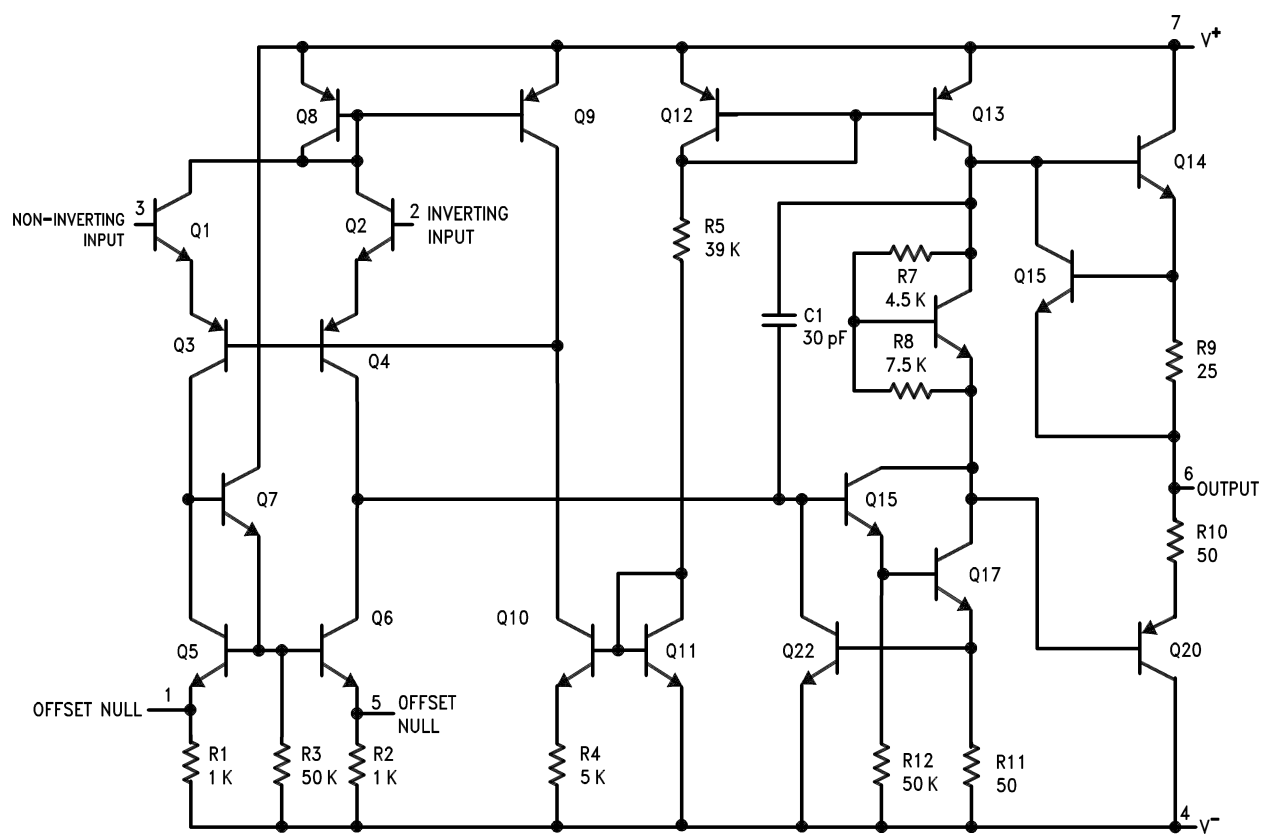 7
V+
Q8
Q9
Q12
Q13
Q14
3
NON-INVERTING
INPUT
Q1
Q2
2 INVERTING
INPUT
R5
39 K
Q15
R7
4.5 K
C1
30 pF
R8
7.5 K
Q3
Q4
R9
25
6
OUTPUT
Q7
Q15
R10
50
Q17
Q10
Q5
Q6
Q11
Q22
Q20
1
OFFSET NULL
5 OFFSET
NULL
R1
1 K
R3
50 K
R2
1 K
R4
5 K
R12
50 K
R11
50
4
V-